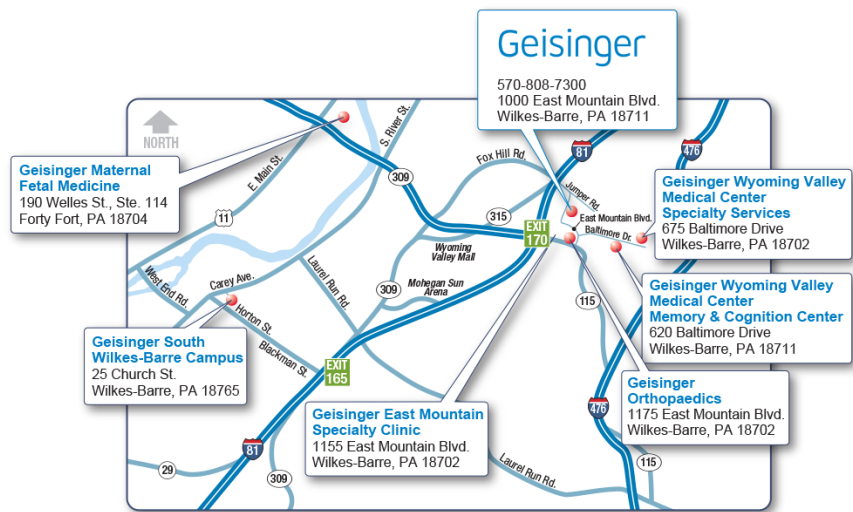 Geisinger
570-808-7300
1000 East Mountain Blvd.
Wilkes-Barre, PA 18711
NORTH
Geisinger Maternal
Fetal Medicine
190 Welles St., Ste. 114
Forty Fort, PA 18704
E. Main St.
S. River St.
11
309
Fox Hill Rd.
81
476
Jumper Rd.
315
EXIT
170
East Mountain Blvd.
Baltimore Dr.
Geisinger Wyoming Valley
Medical Center
Specialty Services
675 Baltimore Drive
Wilkes-Barre, PA 18702
Wyoming
Valley Mall
Mohegan Sun
Arena
309
115
West End Rd.
Carey Ave.
Laurel Run Rd.
Horton St.
Blackman St.
Geisinger South
Wilkes-Barre Campus
25 Church St.
Wilkes-Barre, PA 18765
EXIT
165
Geisinger Wyoming Valley
Medical Center
Memory & Cognition Center
620 Baltimore Drive
Wilkes-Barre, PA 18711
Geisinger
Orthopaedics
1175 East Mountain Blvd.
Wilkes-Barre, PA 18702
Geisinger East Mountain
Specialty Clinic
1155 East Mountain Blvd.
Wilkes-Barre, PA 18702
476
81
29
309
Laurel Run Rd.
115